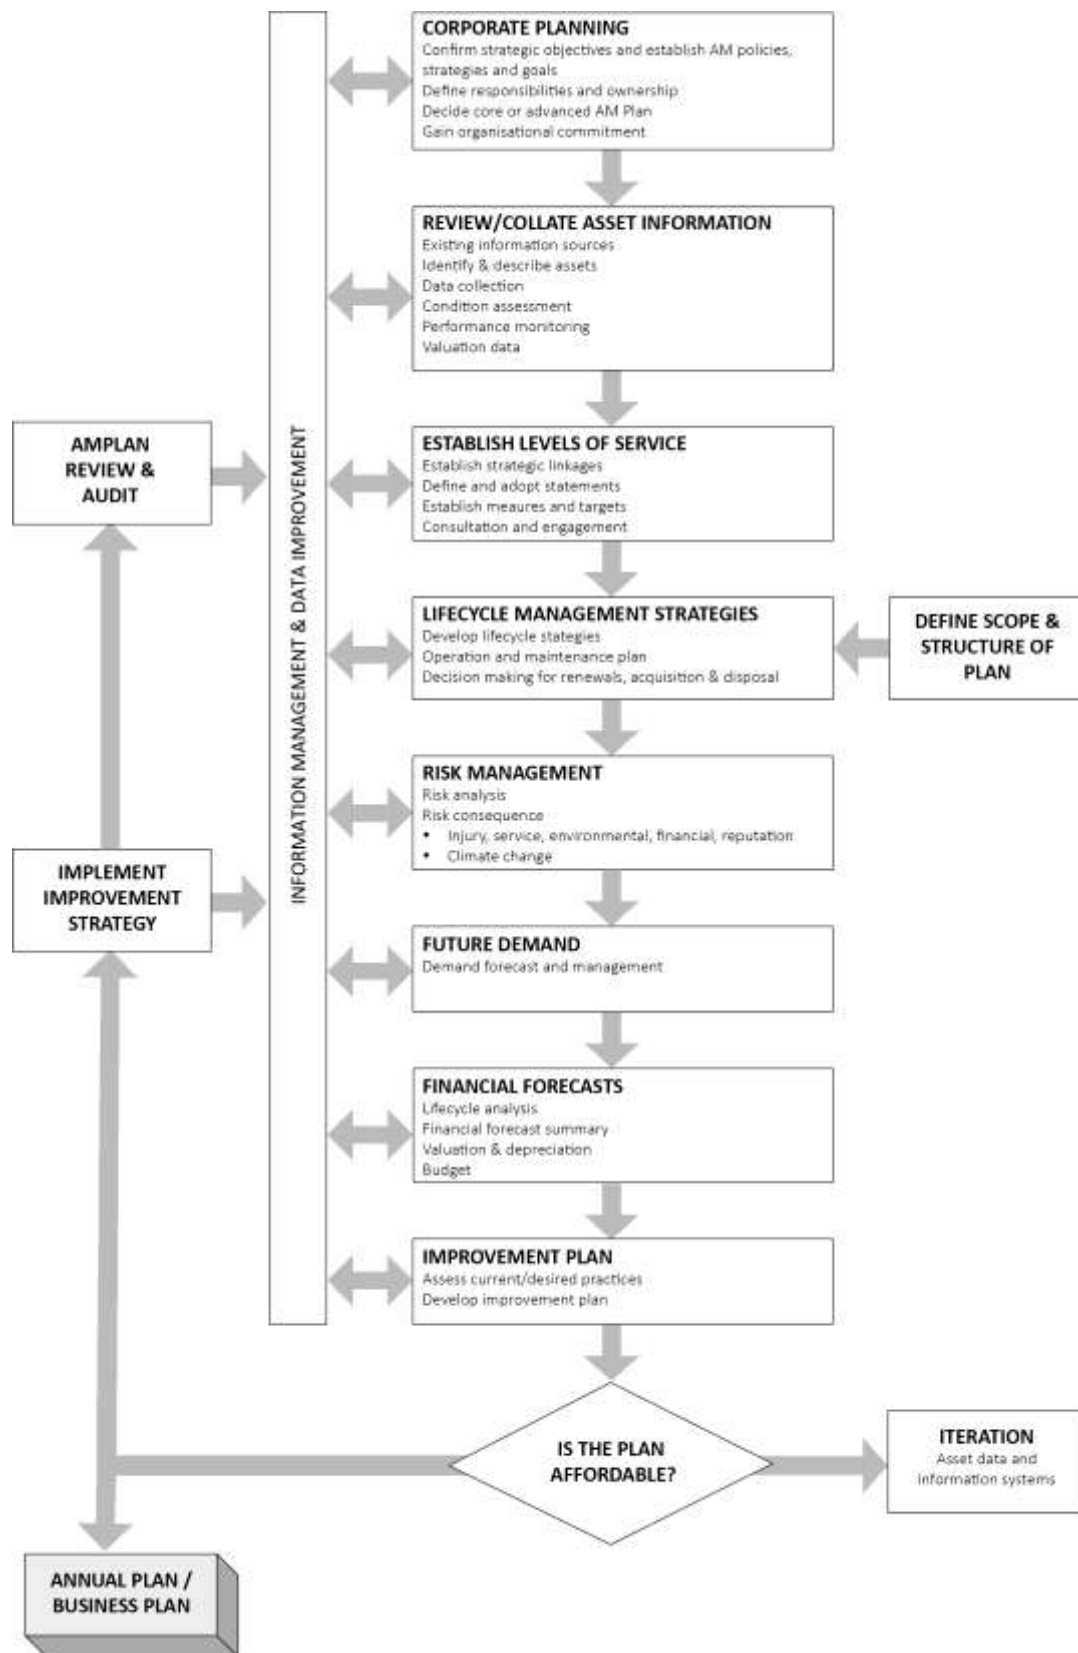 CORPORATE PLANNING
Confirm strategic objectives and establish AM policies,
strategies and goals
Define responsibilities and ownership
Decide core or advanced AM Plan
Gain organisational commitment
REVIEW/COLLATE ASSET INFORMATION
Existing information sources
Identify & describe assets
Data collection
Condition assessment
Performance monitoring
Valuation data
AMPLAN
REVIEW &
AUDIT
INFORMATION MANAGEMENT & DATA IMPROVEMENT
ESTABLISH LEVELS OF SERVICE
Establish strategic linkages
Define and adopt statements
Establish meaures and targets
Consultation and engagement
LIFECYCLE MANAGEMENT STRATEGIES
Develop lifecycle stategies
Operation and maintenance plan
Decision making for renewals, acquisition & disposal
DEFINE SCOPE &
STRUCTURE OF
PLAN
RISK MANAGEMENT
Risk analysis
Risk consequence
• Injury, service, environmental, financial, reputation
• Climate change
IMPLEMENT
IMPROVEMENT
STRATEGY
FUTURE DEMAND
Demand forecast and management
FINANCIAL FORECASTS
Lifecycle analysis
Financial forecast summary
Valuation & depreciation
Budget
IMPROVEMENT PLAN
Assess current/desired practices
Develop improvement plan
IS THE PLAN
AFFORDABLE?
ITERATION
Asset data and
information systems
ANNUAL PLAN /
BUSINESS PLAN